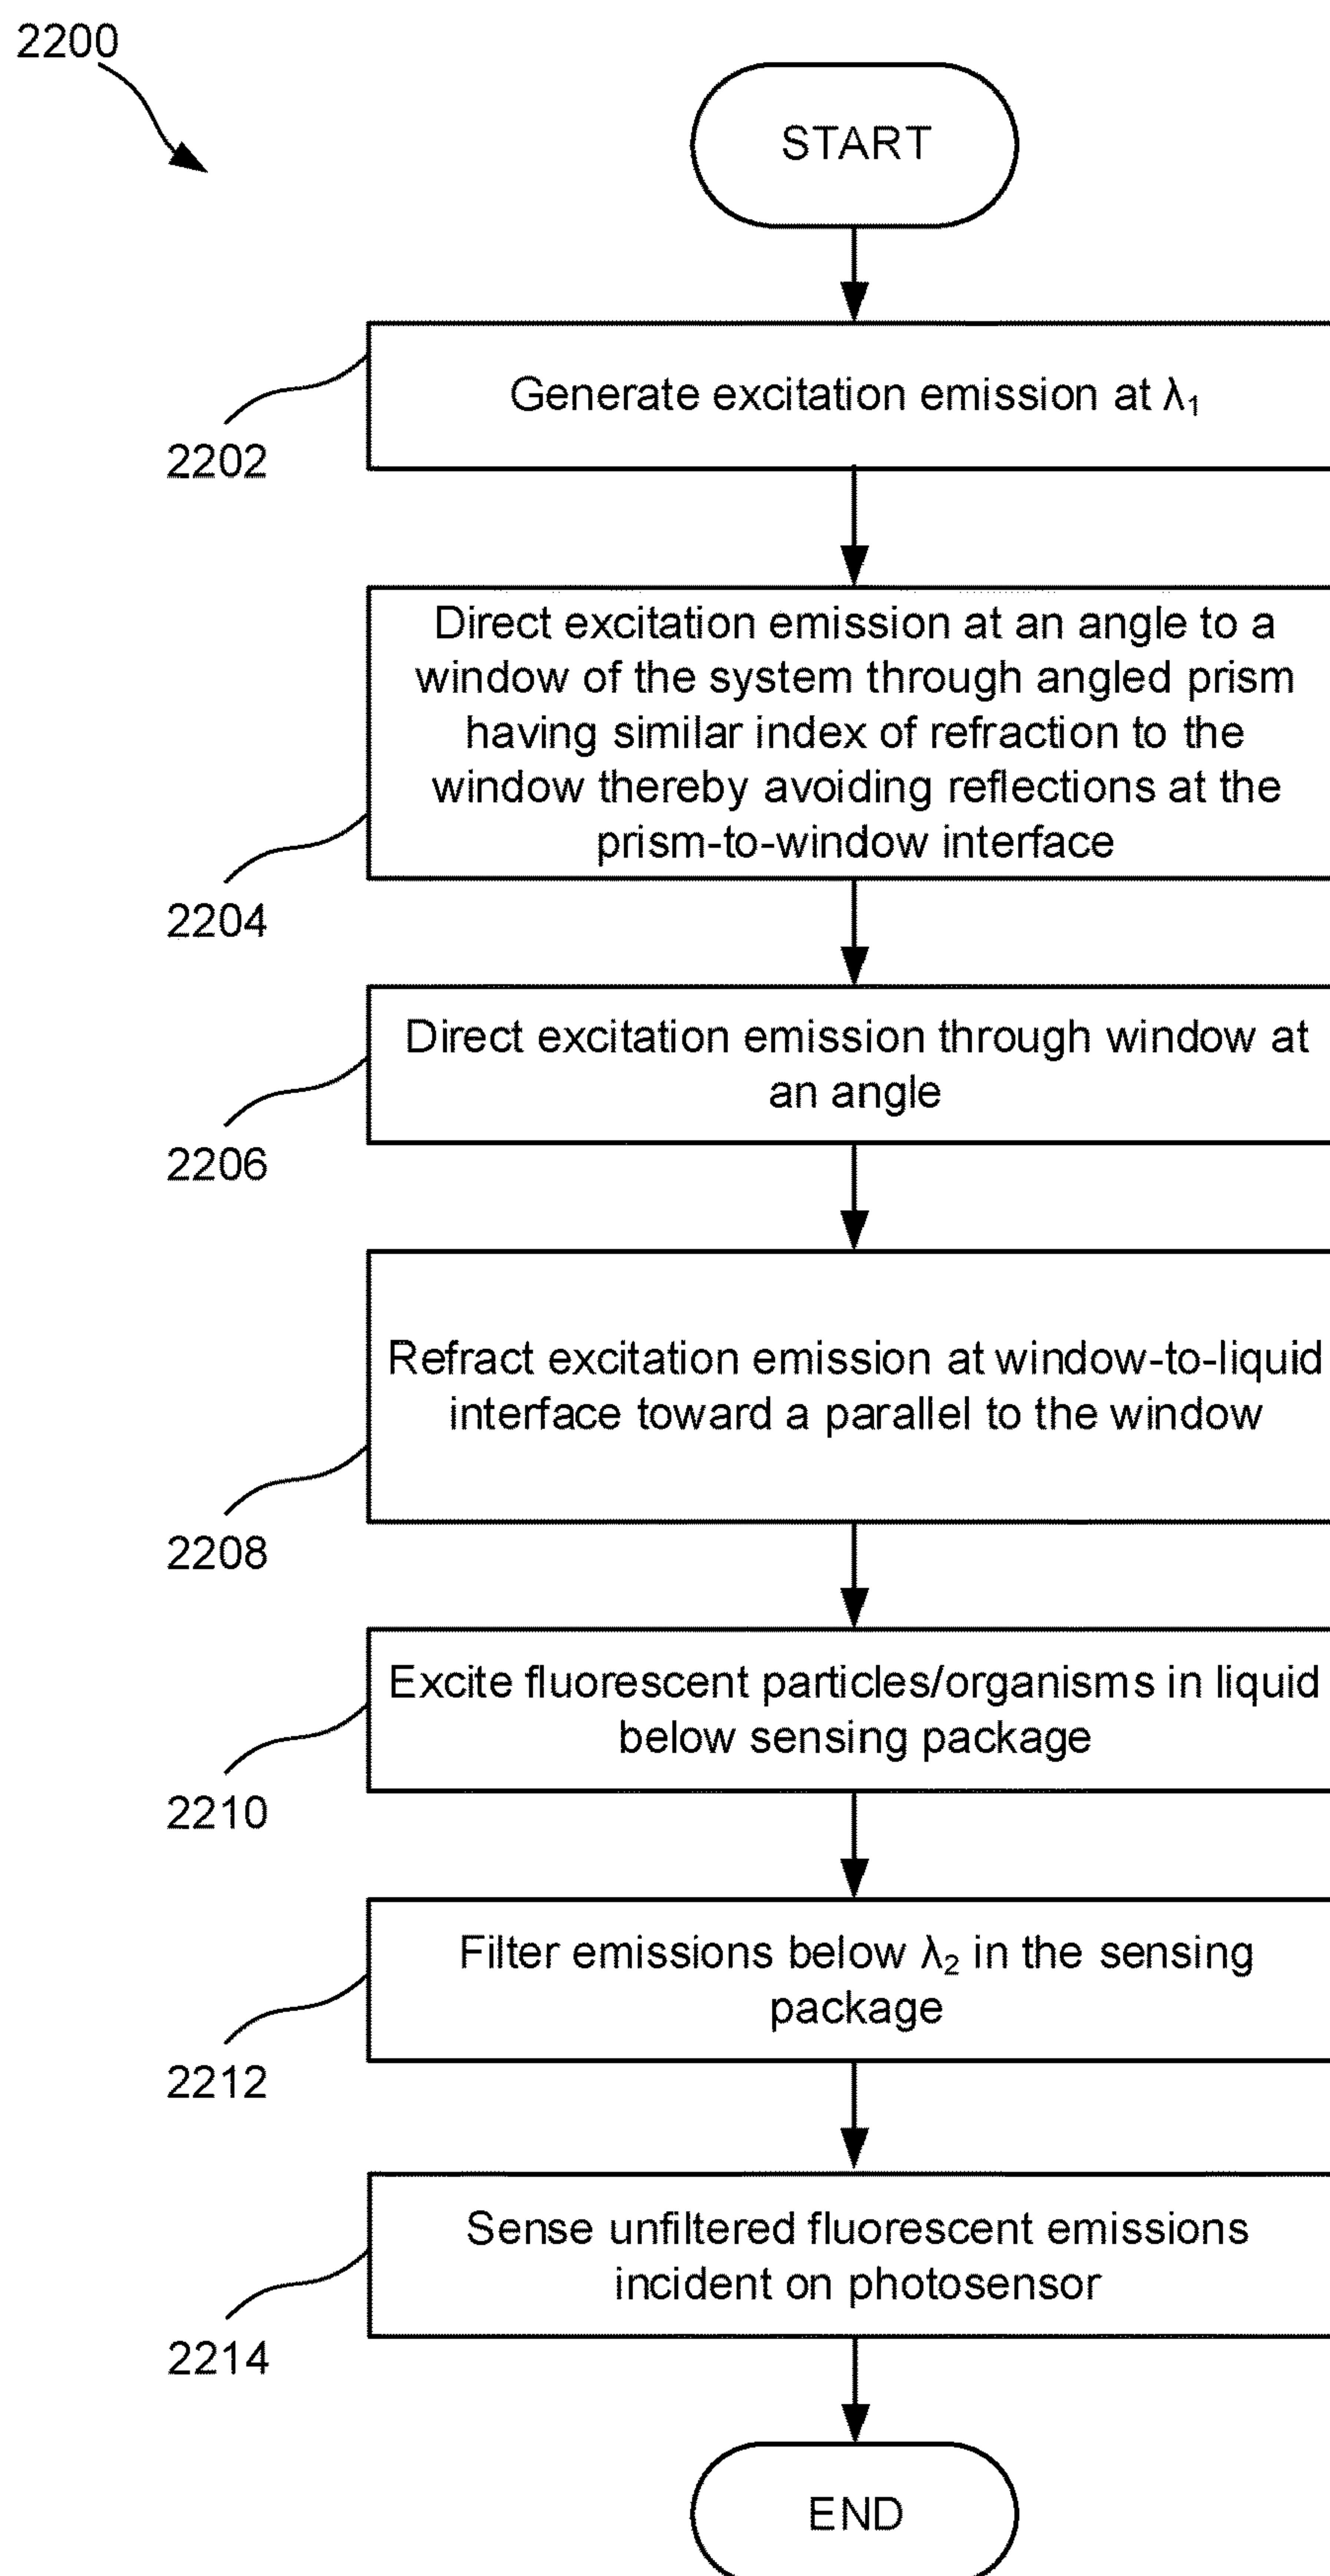 2200
START
Generate excitation emission at λ₁
2202
Direct excitation emission at an angle to a
window of the system through angled prism
having similar index of refraction to the
window thereby avoiding reflections at the
prism-to-window interface
2204
Direct excitation emission through window at
an angle
2206
Refract excitation emission at window-to-liquid
interface toward a parallel to the window
2208
Excite fluorescent particles/organisms in liquid
below sensing package
2210
Filter emissions below λ₂ in the sensing
package
2212
Sense unfiltered fluorescent emissions
incident on photosensor
2214
END